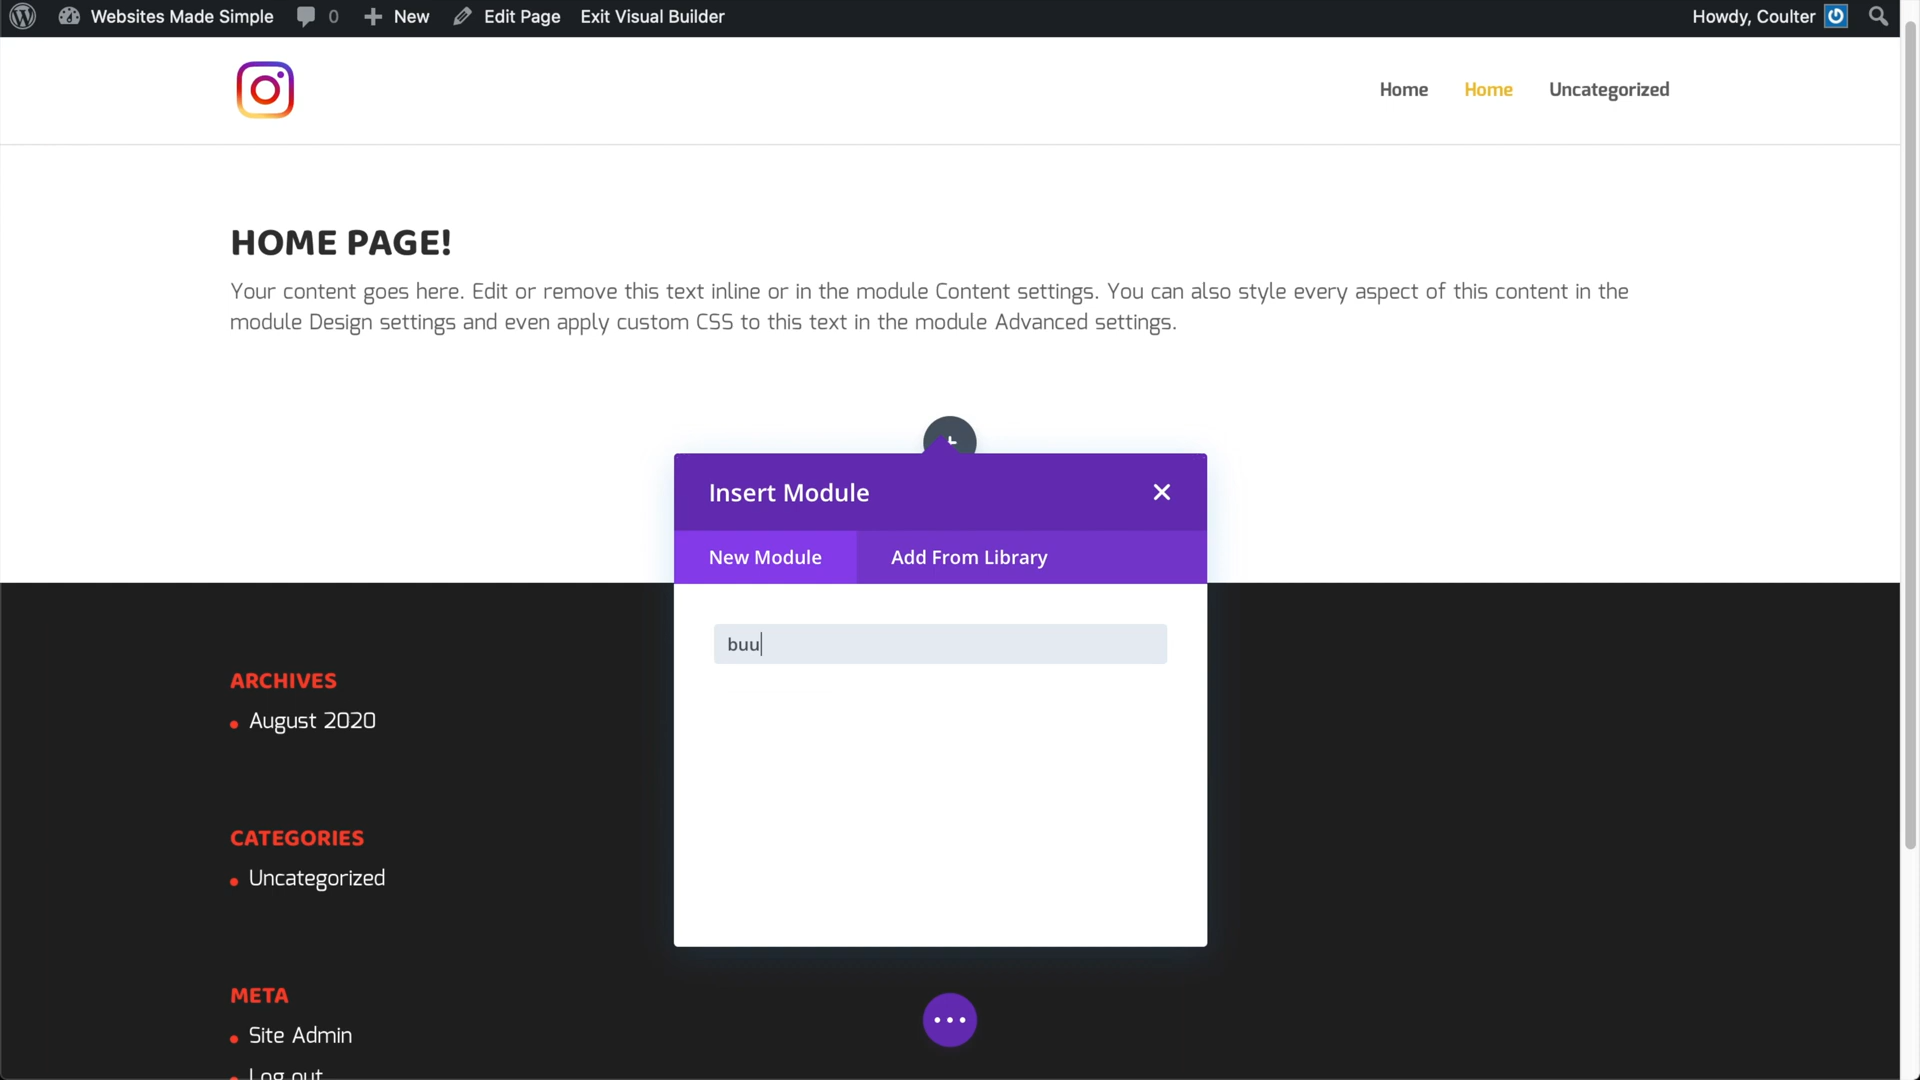 Websites Made Simple 0 New Edit Page Exit Visual Builder Howdy, Coulter
Home Home Uncategorized
HOME PAGE!
Your content goes here. Edit or remove this text inline or in the module Content settings. You can also style every aspect of this content in the
module Design settings and even apply custom CSS to this text in the module Advanced settings.
Insert Module
New Module Add From Library
buu
ARCHIVES
August 2020
CATEGORIES
Uncategorized
META
Site Admin
Log out